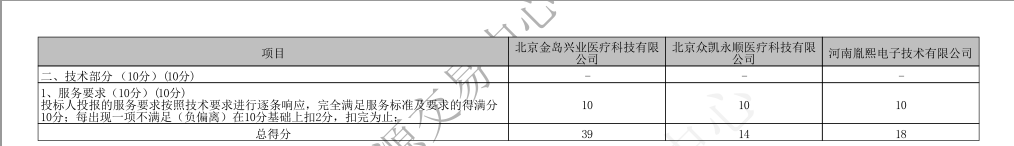 项目
北京金岛兴业医疗科技有限
公司
北京众凯永顺医疗科技有限
公司
河南胤熙电子技术有限公司
二、技术部分（10分）(10分)
-
-
-
1、服务要求（10分）(10分)
投标人投报的服务要求按照技术要求进行逐条响应，完全满足服务标准及要求的得满分
10分；每出现一项不满足（负偏离）在10分基础上扣2分，扣完为止；
10
10
10
总得分
39
14
18
源交易中心
中心